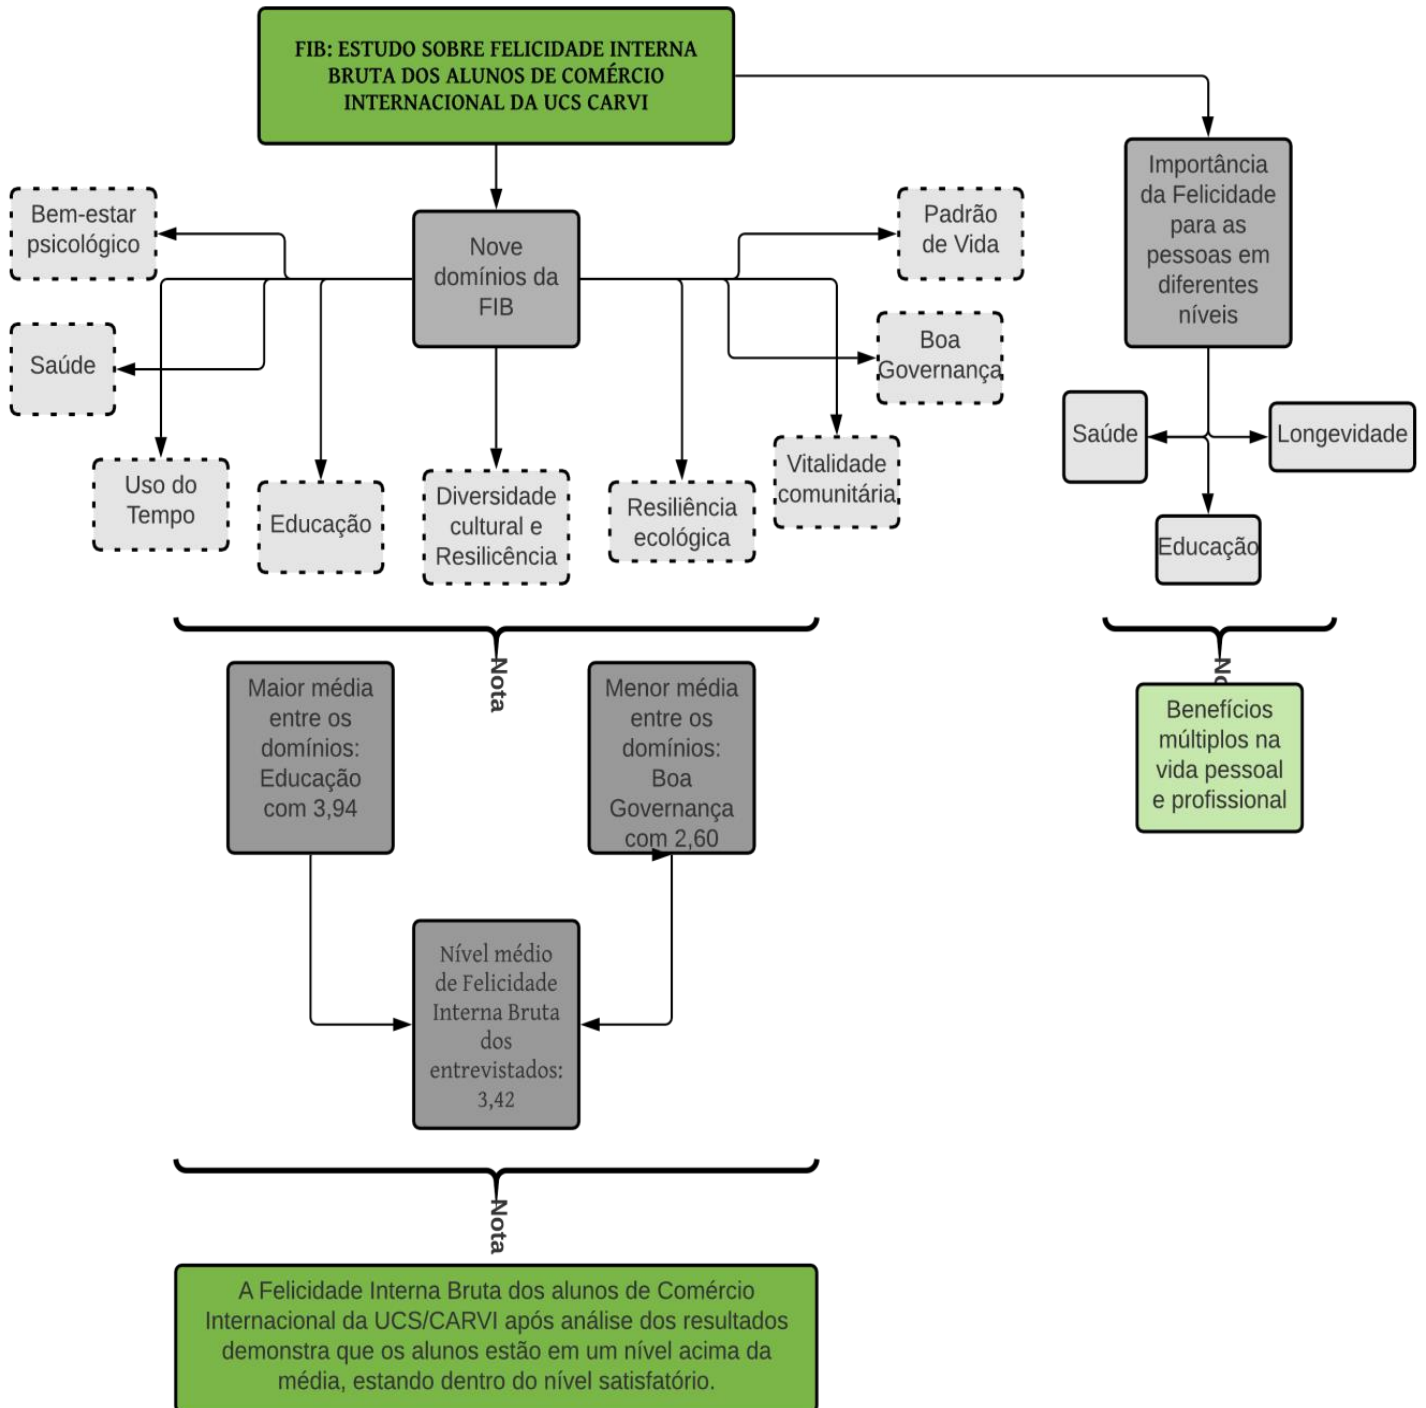 FIB: ESTUDO SOBRE FELICIDADE INTERNA
BRUTA DOS ALUNOS DE COMÉRCIO
INTERNACIONAL DA UCS CARVI
Importância
da Felicidade
para as
pessoas em
diferentes
níveis
Bem-estar
psicológico
Nove
domínios da
FIB
Padrão
de Vida
Saúde
Boa
Governança
Uso do
Tempo
Educação
Diversidade
cultural e
Resilicência
Resiliência
ecológica
Vitalidade
comunitária
Saúde
Longevidade
Educação
Nota
Maior média
entre os
domínios:
Educação
com 3,94
Menor média
entre os
domínios:
Boa
Governança
com 2,60
Benefícios
múltiplos na
vida pessoal
e profissional
Nível médio
de Felicidade
Interna Bruta
dos
entrevistados:
3,42
Nota
A Felicidade Interna Bruta dos alunos de Comércio
Internacional da UCS/CARVI após análise dos resultados
demonstra que os alunos estão em um nível acima da
média, estando dentro do nível satisfatório.